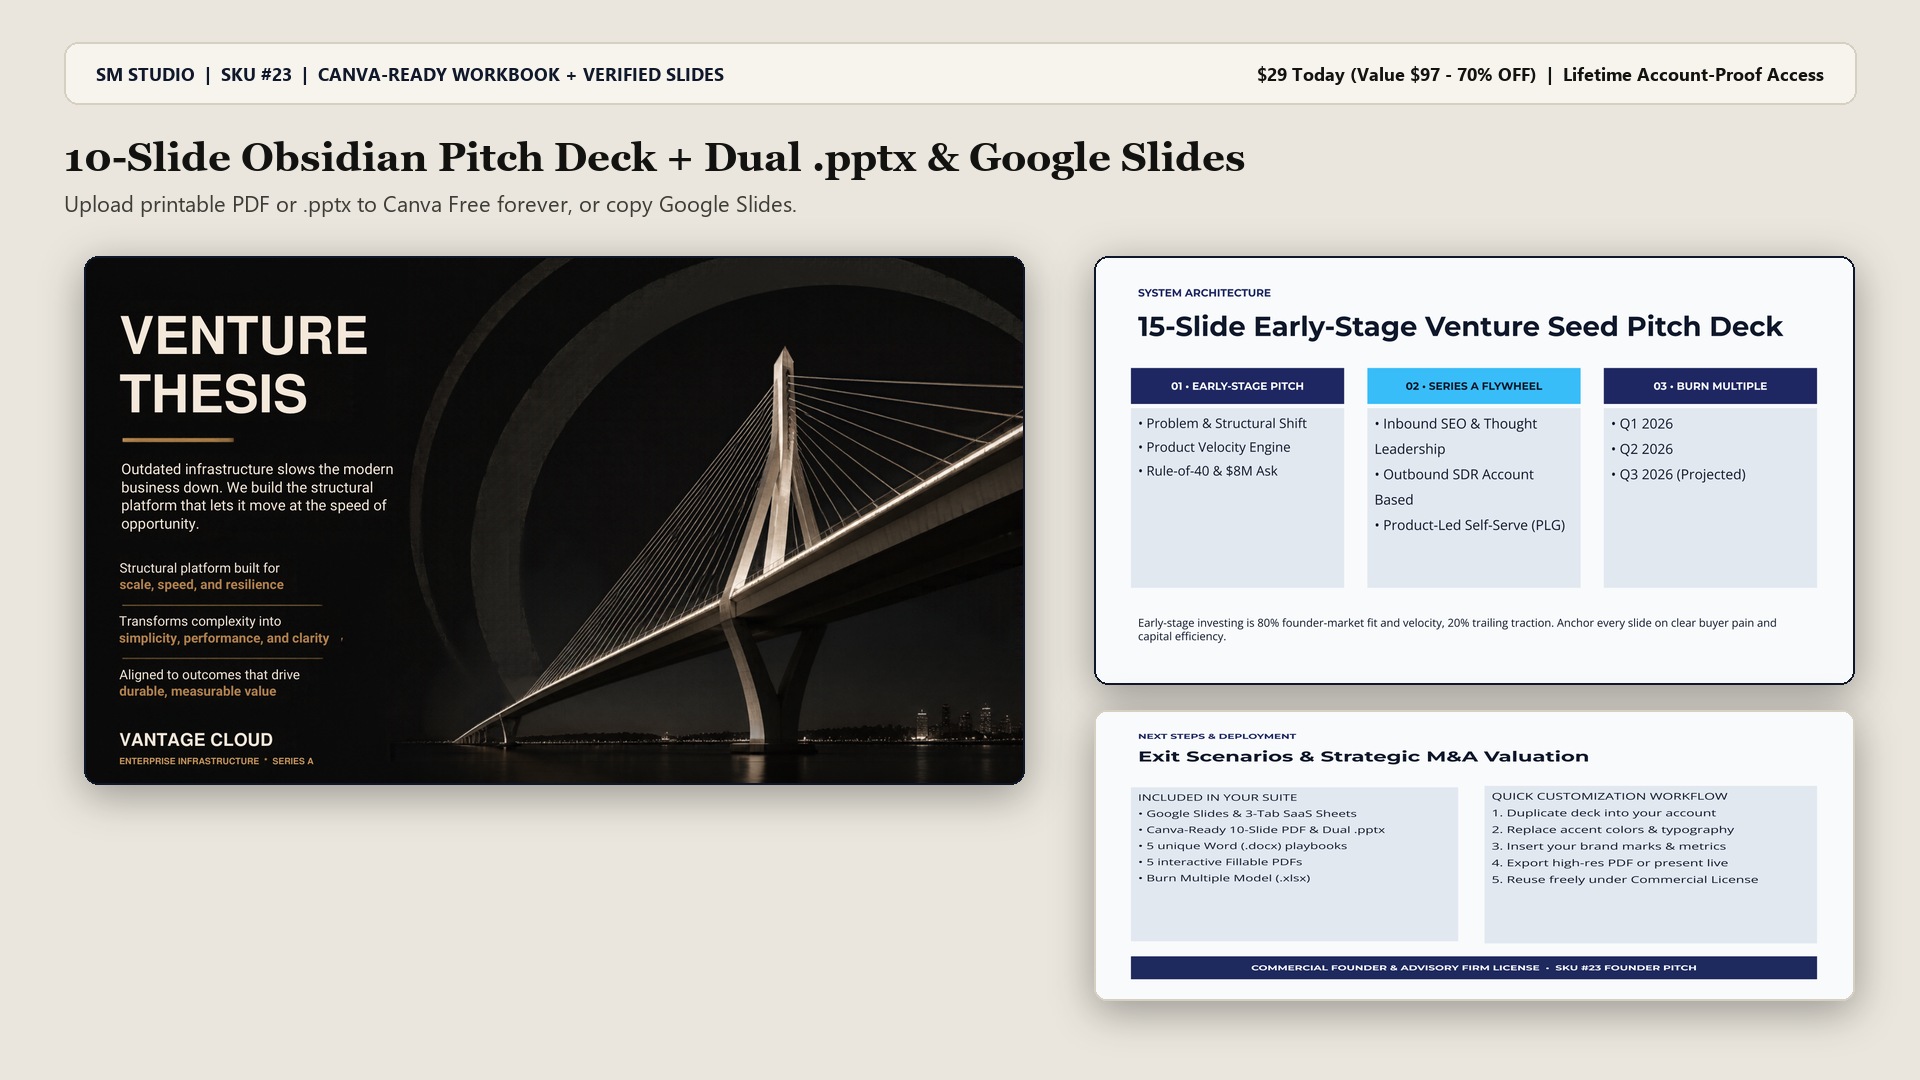 SM STUDIO | SKU #23 | CANVA-READY WORKBOOK + VERIFIED SLIDES
$29 Today (Value $97 - 70% OFF) | Lifetime Account-Proof Access
10-Slide Obsidian Pitch Deck + Dual .pptx & Google Slides
Upload printable PDF or .pptx to Canva Free forever, or copy Google Slides.
VENTURE
THESIS
Outdated infrastructure slows the modern
business down. We build the structural
platform that lets it move at the speed of
opportunity.
Structural platform built for
scale, speed, and resilience
Transforms complexity into
simplicity, performance, and clarity
Aligned to outcomes that drive
durable, measurable value
VANTAGE CLOUD
ENTERPRISE INFRASTRUCTURE * SERIES A
SYSTEM ARCHITECTURE
15-Slide Early-Stage Venture Seed Pitch Deck
01 • EARLY-STAGE PITCH
• Problem & Structural Shift
• Product Velocity Engine
• Rule-of-40 & $8M Ask
02 • SERIES A FLYWHEEL
• Inbound SEO & Thought
Leadership
• Outbound SDR Account
Based
• Product-Led Self-Serve (PLG)
03 • BURN MULTIPLE
• Q1 2026
• Q2 2026
• Q3 2026 (Projected)
Early-stage investing is 80% founder-market fit and velocity, 20% trailing traction. Anchor every slide on clear buyer pain and
capital efficiency.
NEXT STEPS & DEPLOYMENT
Exit Scenarios & Strategic M&A Valuation
INCLUDED IN YOUR SUITE
• Google Slides & 3-Tab SaaS Sheets
• Canva-Ready 10-Slide PDF & Dual .pptx
• 5 unique Word (.docx) playbooks
• 5 interactive Fillable PDFs
• Burn Multiple Model (.xlsx)
QUICK CUSTOMIZATION WORKFLOW
1. Duplicate deck into your account
2. Replace accent colors & typography
3. Insert your brand marks & metrics
4. Export high-res PDF or present live
5. Reuse freely under Commercial License
COMMERCIAL FOUNDER & ADVISORY FIRM LICENSE • SKU #23 FOUNDER PITCH